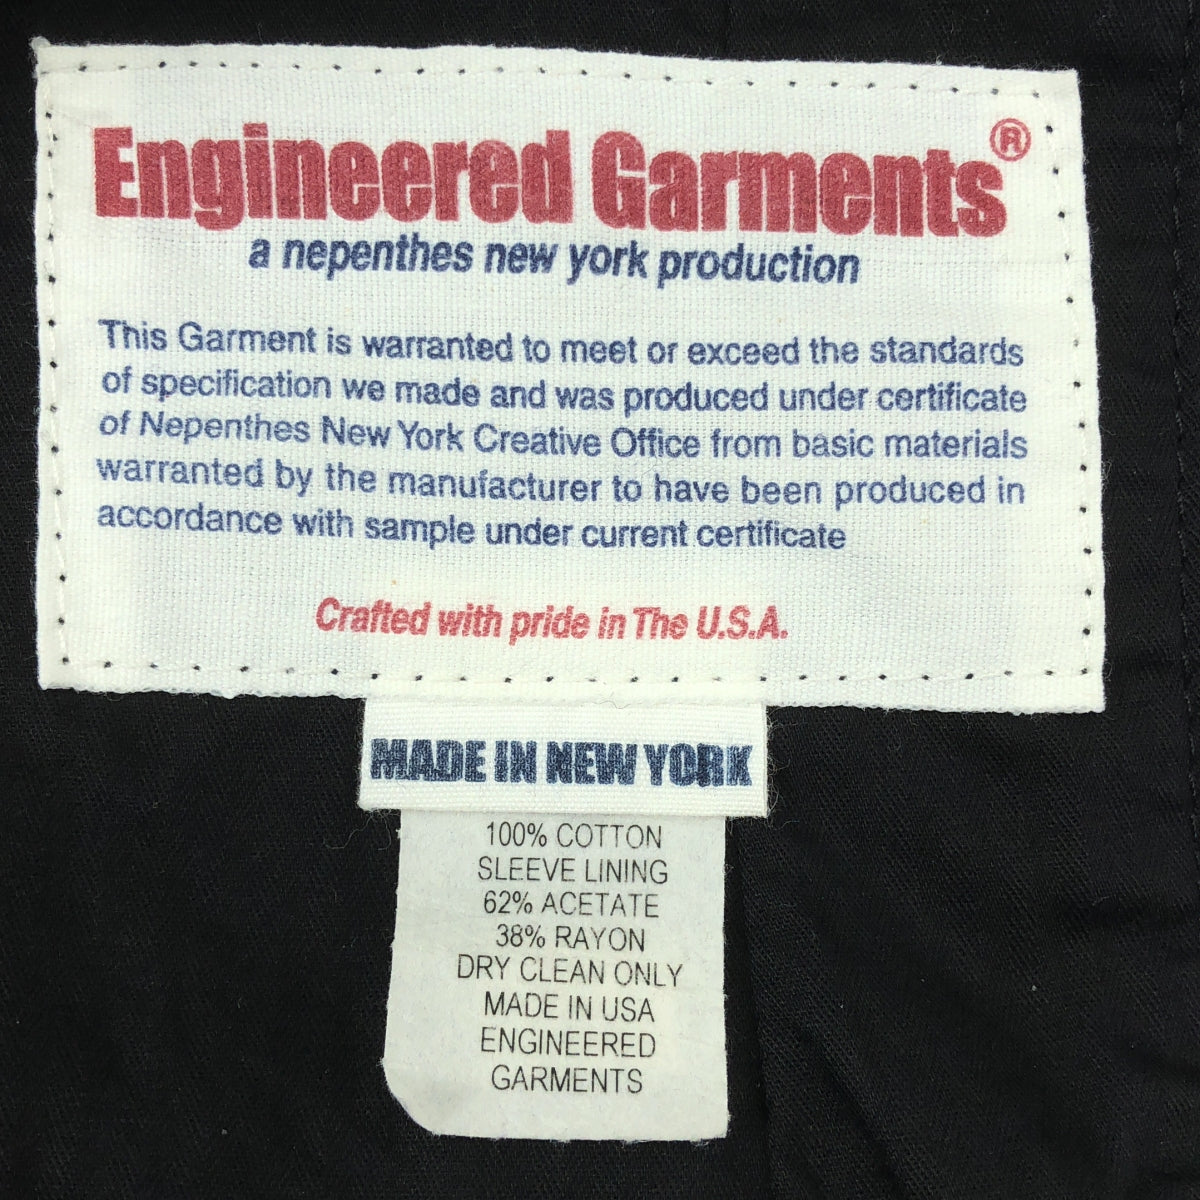 Engineered Garments®
a nepenthes new york production
This Garment is warranted to meet or exceed the standards
of specification we made and was produced under certificate
of Nepenthes New York Creative Office from basic materials
warranted by the manufacturer to have been produced in
accordance with sample under current certificate
Crafted with pride in The U.S.A.
MADE IN NEW YORK
100% COTTON
SLEEVE LINING
62% ACETATE
38% RAYON
DRY CLEAN ONLY
MADE IN USA
ENGINEERED
GARMENTS